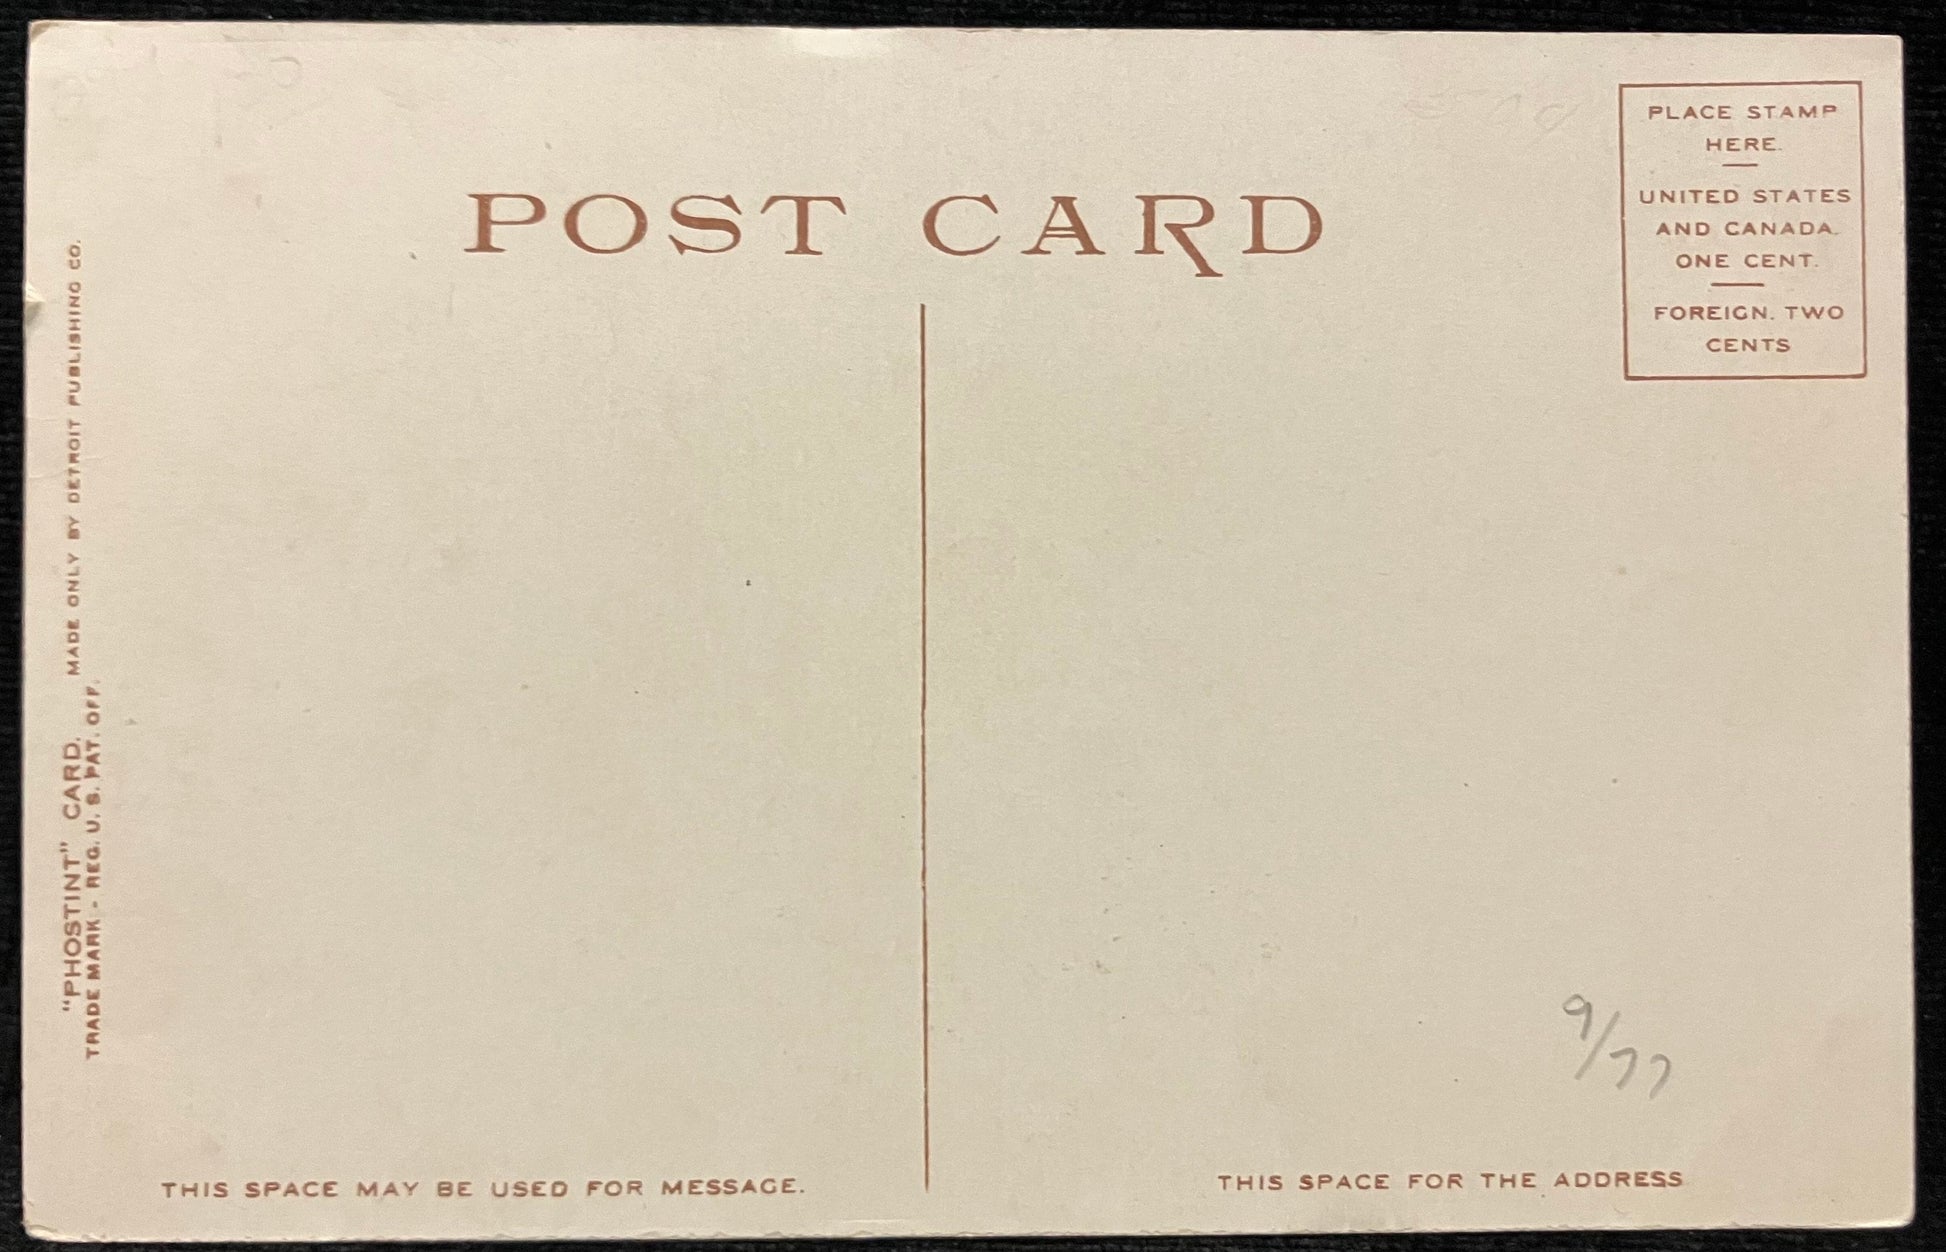 PLACE STAMP
HERE.
UNITED STATES
AND CANADA.
ONE CENT.
FOREIGN. TWO
CENTS
POST CARD
"PHOSTINT" CARD. MADE ONLY BY DETROIT PUBLISHING CO.
TRADE MARK - REG. U. S. PAT. OFF.
9/77
THIS SPACE MAY BE USED FOR MESSAGE.
THIS SPACE FOR THE ADDRESS